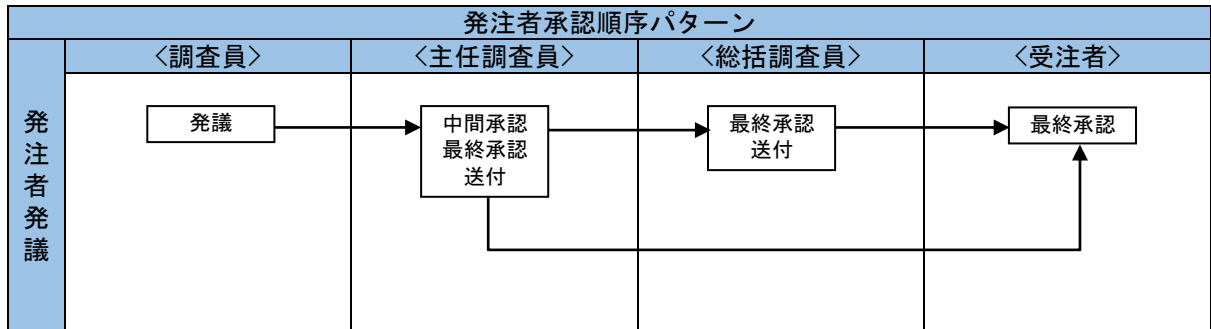 発注者承認順序パターン
〈調査員〉
〈主任調査員〉
〈総括調査員〉
〈受注者〉
発注者発議
発議
中間承認
最終承認
送付
最終承認
送付
最終承認